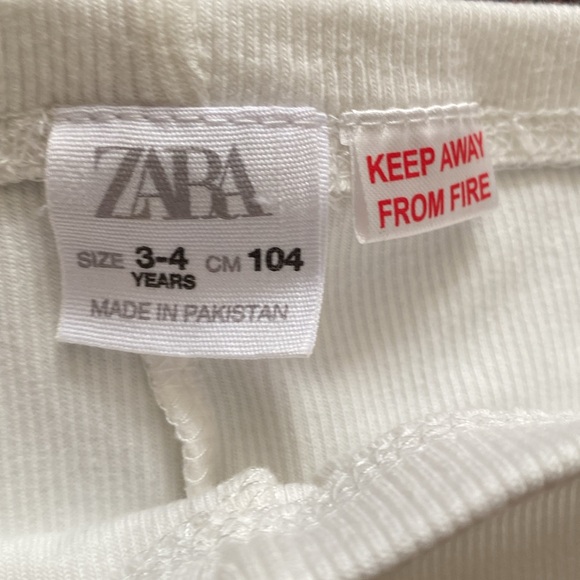 ZARA
SIZE 3-4 CM 104
YEARS
MADE IN PAKISTAN
KEEP AWAY
FROM FIRE